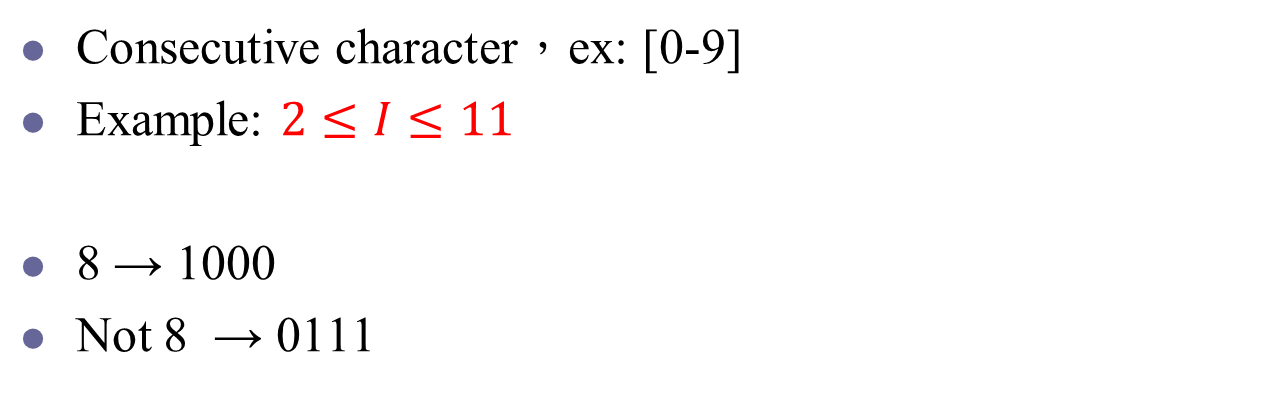 Consecutive character，ex: [0-9]
Example: 2 ≤ I ≤ 11
8 → 1000
Not 8 → 0111